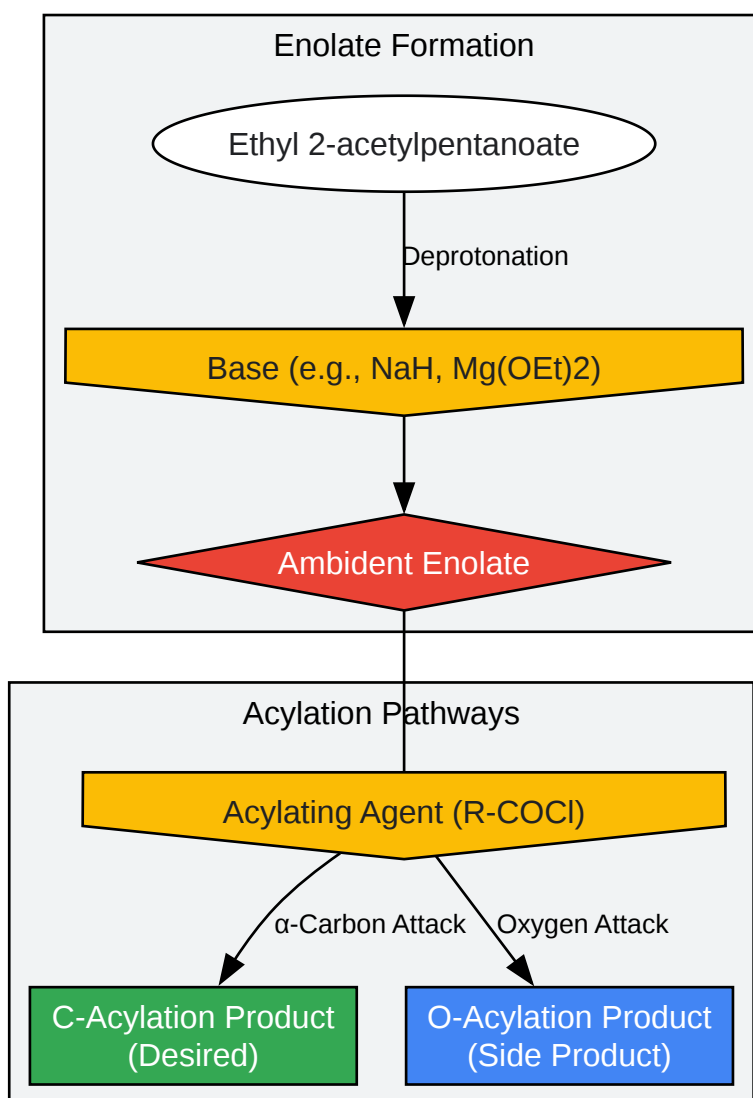 Enolate Formation
Ethyl 2-acetylpentanoate
Deprotonation
Base (e.g., NaH, Mg(OEt)2)
Ambident Enolate
Acylation Pathways
Acylating Agent (R-COCl)
α-Carbon Attack
Oxygen Attack
C-Acylation Product
(Desired)
O-Acylation Product
(Side Product)